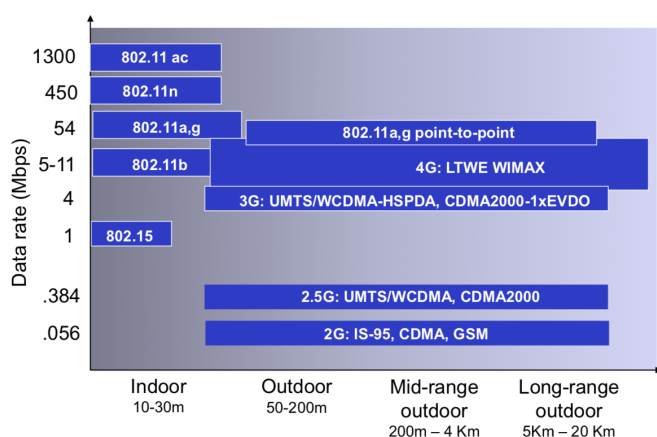 1300
802.11 ac
450
802.11n
54
802.11a,g
802.11a,g point-to-point
5-11
802.11b
4G: LTWE WIMAX
4
3G: UMTS/WCDMA-HSPDA, CDMA2000-1xEVDO
1
802.15
.384
2.5G: UMTS/WCDMA, CDMA2000
.056
2G: IS-95, CDMA, GSM
Data rate (Mbps)
Indoor
10-30m
Outdoor
50-200m
Mid-range
outdoor
200m – 4 Km
Long-range
outdoor
5Km – 20 Km